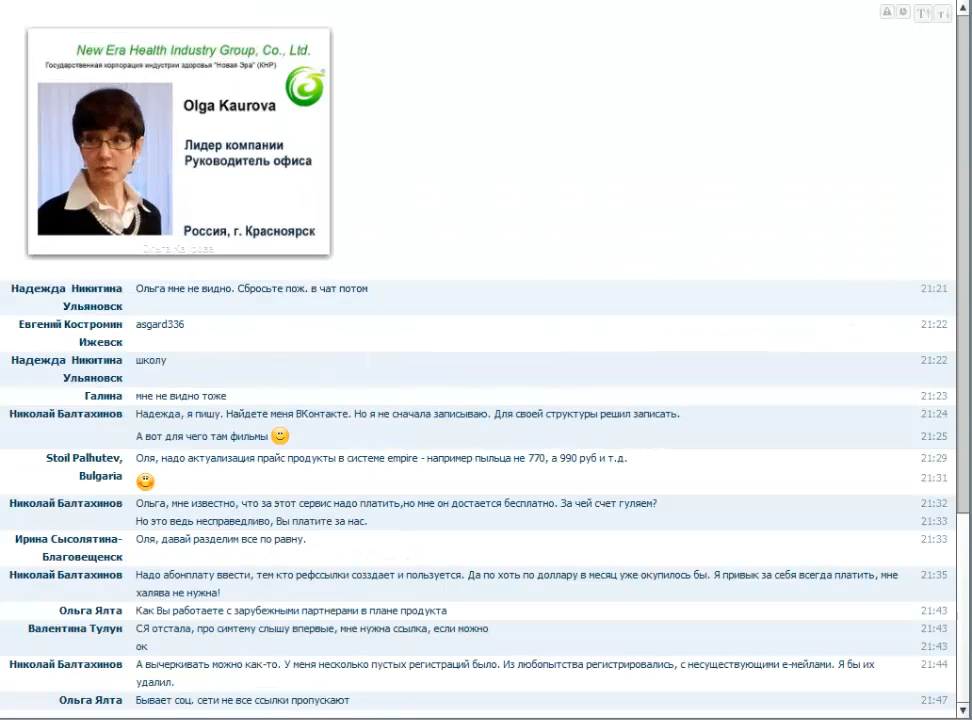 New Era Health Industry Group, Co., Ltd.
Государственная корпорация индустрии здоровья "Новая Эра" (КНР)
Olga Kaurova
Лидер компании
Руководитель офиса
Россия, г. Красноярск
Ольга Каурова
Надежда Никитина Ольга мне не видно. Сбросьте пож. в чат потом 21:21
Ульяновск
Евгений Костромин asgard336 21:22
Ижевск
Надежда Никитина школу 21:22
Ульяновск
Галина мне не видно тоже 21:23
Николай Балтахинов Надежда, я пишу. Найдете меня ВКонтакте. Но я не сначала записываю. Для своей структуры решил записать. 21:24
А вот для чего там фильмы 21:25
Stoil Palhutev, Оля, надо актуализация прайс продукты в системе empire - например пыльца не 770, а 990 руб и т.д. 21:29
Bulgaria 21:31
Николай Балтахинов Ольга, мне известно, что за этот сервис надо платить,но мне он достается бесплатно. За чей счет гуляем? 21:32
Но это ведь несправедливо, Вы платите за нас. 21:33
Ирина Сысолятина- Оля, давай разделим все по равну. 21:33
Благовещенск
Николай Балтахинов Надо абонплату ввести, тем кто рефссылки созздает и пользуется. Да по хоть по доллару в месяц уже окупилось бы. Я привык за себя всегда платить, мне 21:35
халява не нужна!
Ольга Ялта Как Вы работаете с зарубежными партнерами в плане продукта 21:43
Валентина Тулун СЯ отстала, про симтему слышу впервые, мне нужна ссылка, если можно 21:43
ок 21:43
Николай Балтахинов А вычеркивать можно как-то. У меня несколько пустых регистраций было. Из любопытства регистрировались, с несуществующими е-мейлами. Я бы их 21:44
удалил.
Ольга Ялта Бывает соц. сети не все ссылки пропускают 21:47